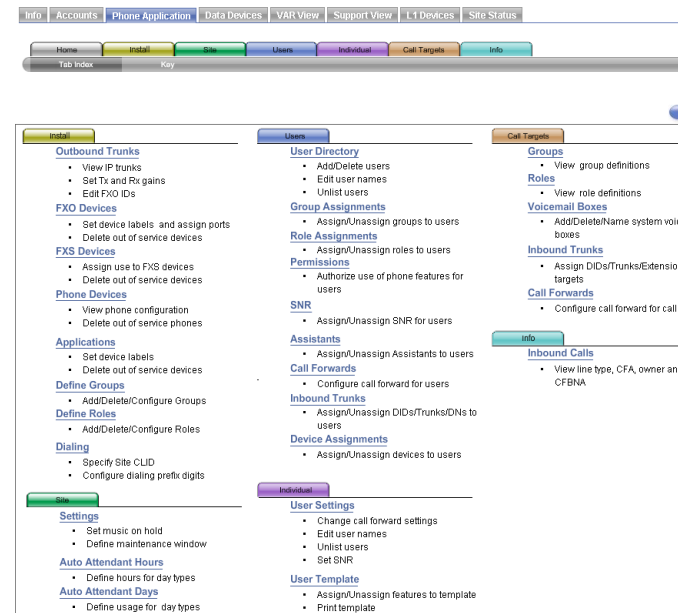 Info Accounts Phone Application Data Devices VAR View Support View L1 Devices Site Status
Home Install Site Users Individual Call Targets Info
Tab Index Key
Install
Outbound Trunks
▪ View IP trunks
▪ Set Tx and Rx gains
▪ Edit FXO IDs
FXO Devices
▪ Set device labels and assign ports
▪ Delete out of service devices
FXS Devices
▪ Assign use to FXS devices
▪ Delete out of service devices
Phone Devices
▪ View phone configuration
▪ Delete out of service phones
Applications
▪ Set device labels
▪ Delete out of service devices
Define Groups
▪ Add/Delete/Configure Groups
Define Roles
▪ Add/Delete/Configure Roles
Dialing
▪ Specify Site CLID
▪ Configure dialing prefix digits
Site
Settings
▪ Set music on hold
▪ Define maintenance window
Auto Attendant Hours
▪ Define hours for day types
Auto Attendant Days
▪ Define usage for day types
Users
User Directory
▪ Add/Delete users
▪ Edit user names
▪ Unlist users
Group Assignments
▪ Assign/Unassign groups to users
Role Assignments
▪ Assign/Unassign roles to users
Permissions
▪ Authorize use of phone features for
users
SNR
▪ Assign/Unassign SNR for users
Assistants
▪ Assign/Unassign Assistants to users
Call Forwards
▪ Configure call forward for users
Inbound Trunks
▪ Assign/Unassign DIDs/Trunks/DNs to
users
Device Assignments
▪ Assign/Unassign devices to users
Individual
User Settings
▪ Change call forward settings
▪ Edit user names
▪ Unlist users
▪ Set SNR
User Template
▪ Assign/Unassign features to template
▪ Print template
Call Targets
Groups
▪ View group definitions
Roles
▪ View role definitions
Voicemail Boxes
▪ Add/Delete/Name system voi
boxes
Inbound Trunks
▪ Assign DIDs/Trunks/Extensio
targets
Call Forwards
▪ Configure call forward for call
Info
Inbound Calls
▪ View line type, CFA, owner an
CFBNA